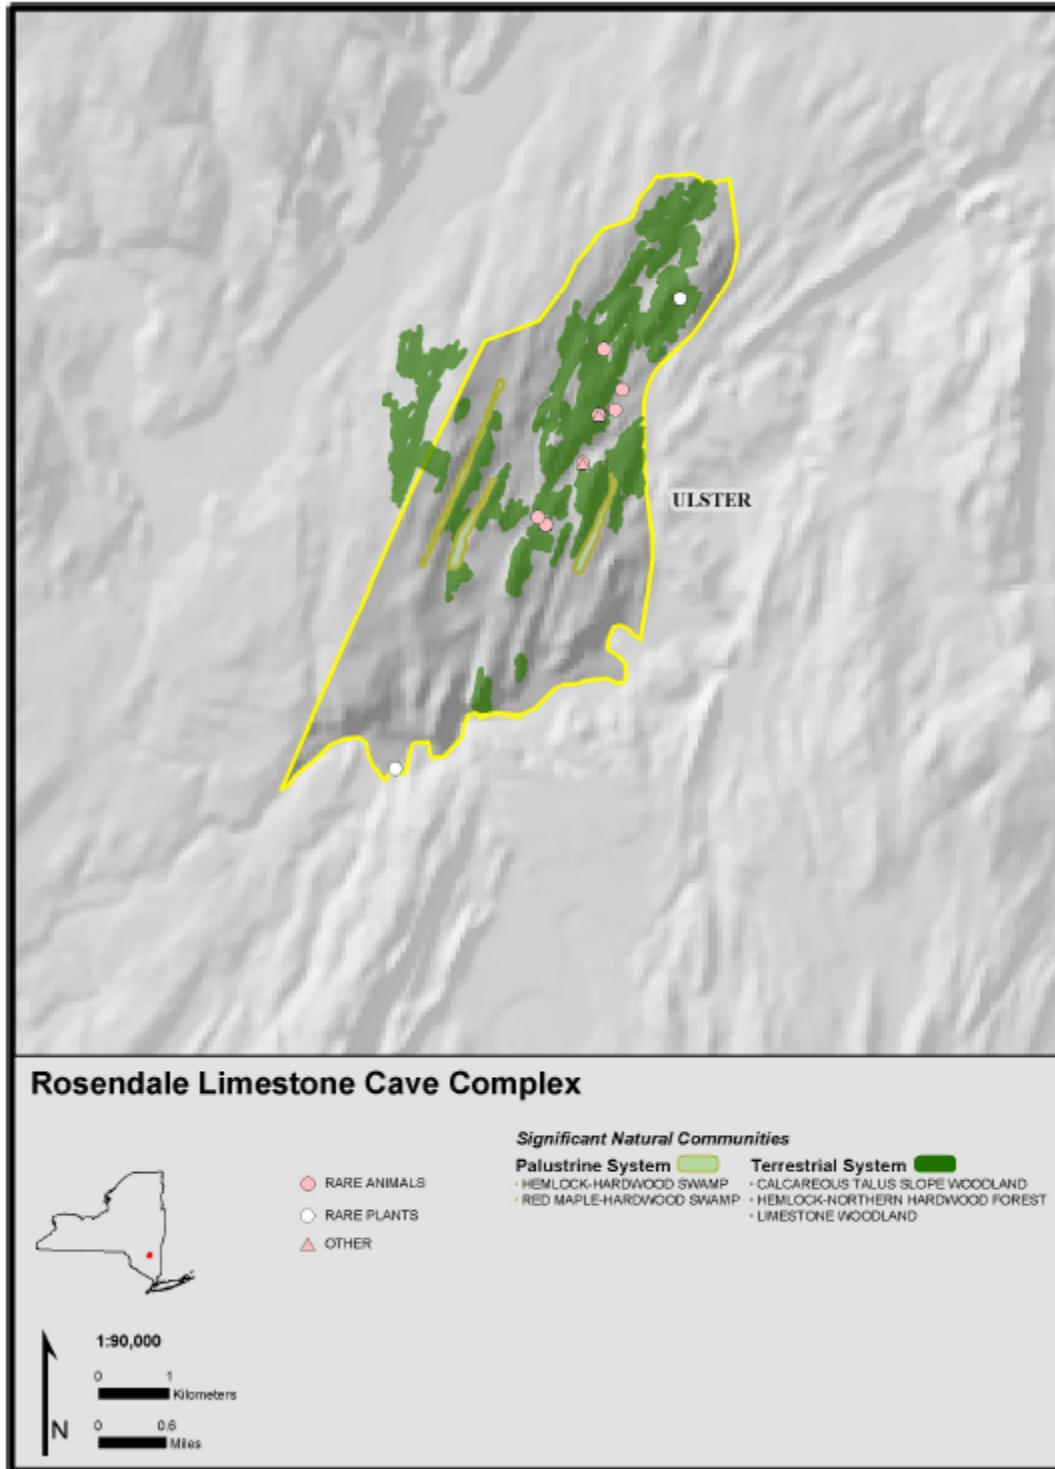 ULSTER
Rosendale Limestone Cave Complex
RARE ANIMALS
RARE PLANTS
OTHER
Significant Natural Communities
Palustrine System
HEMLOCK-HARDWOOD SWAMP
RED MAPLE-HARDWOOD SWAMP
Terrestrial System
CALCAREOUS TALUS SLOPE WOODLAND
HEMLOCK-NORTHERN HARDWOOD FOREST
LIMESTONE WOODLAND
1:90,000
0 1
Kilometers
0 0.6
Miles
N